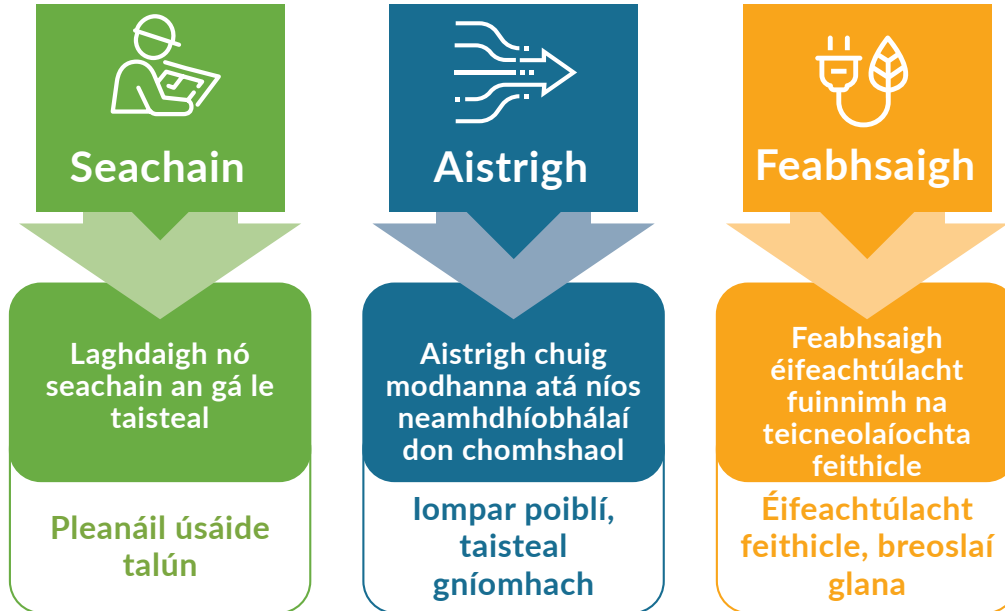 Seachain
Laghdaigh nó
seachain an gá le
taisteal
Pleanáil úsáide
talún
Aistrigh
Aistrigh chuig
modhanna atá níos
neamhdhíobhálaí
don chomhshaol
Iompar poiblí,
taisteal
gníomhach
Feabhsaigh
Feabhsaigh
éifeachtúlacht
fuinnimh na
teicneolaíochta
feithicle
Éifeachtúlacht
feithicle, breoslaí
glana